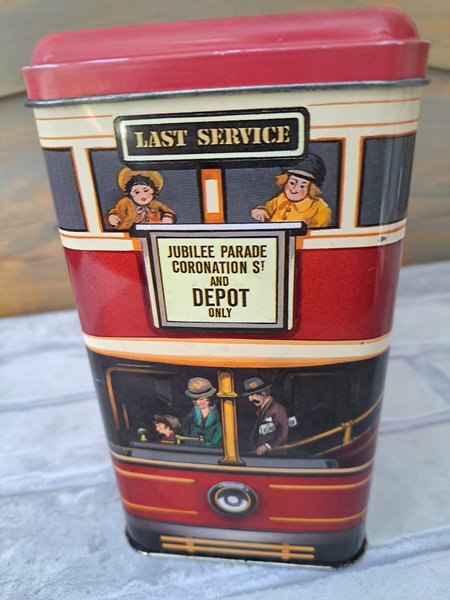 LAST SERVICE
JUBILEE PARADE
CORONATION Sᵀ
AND
DEPOT
ONLY